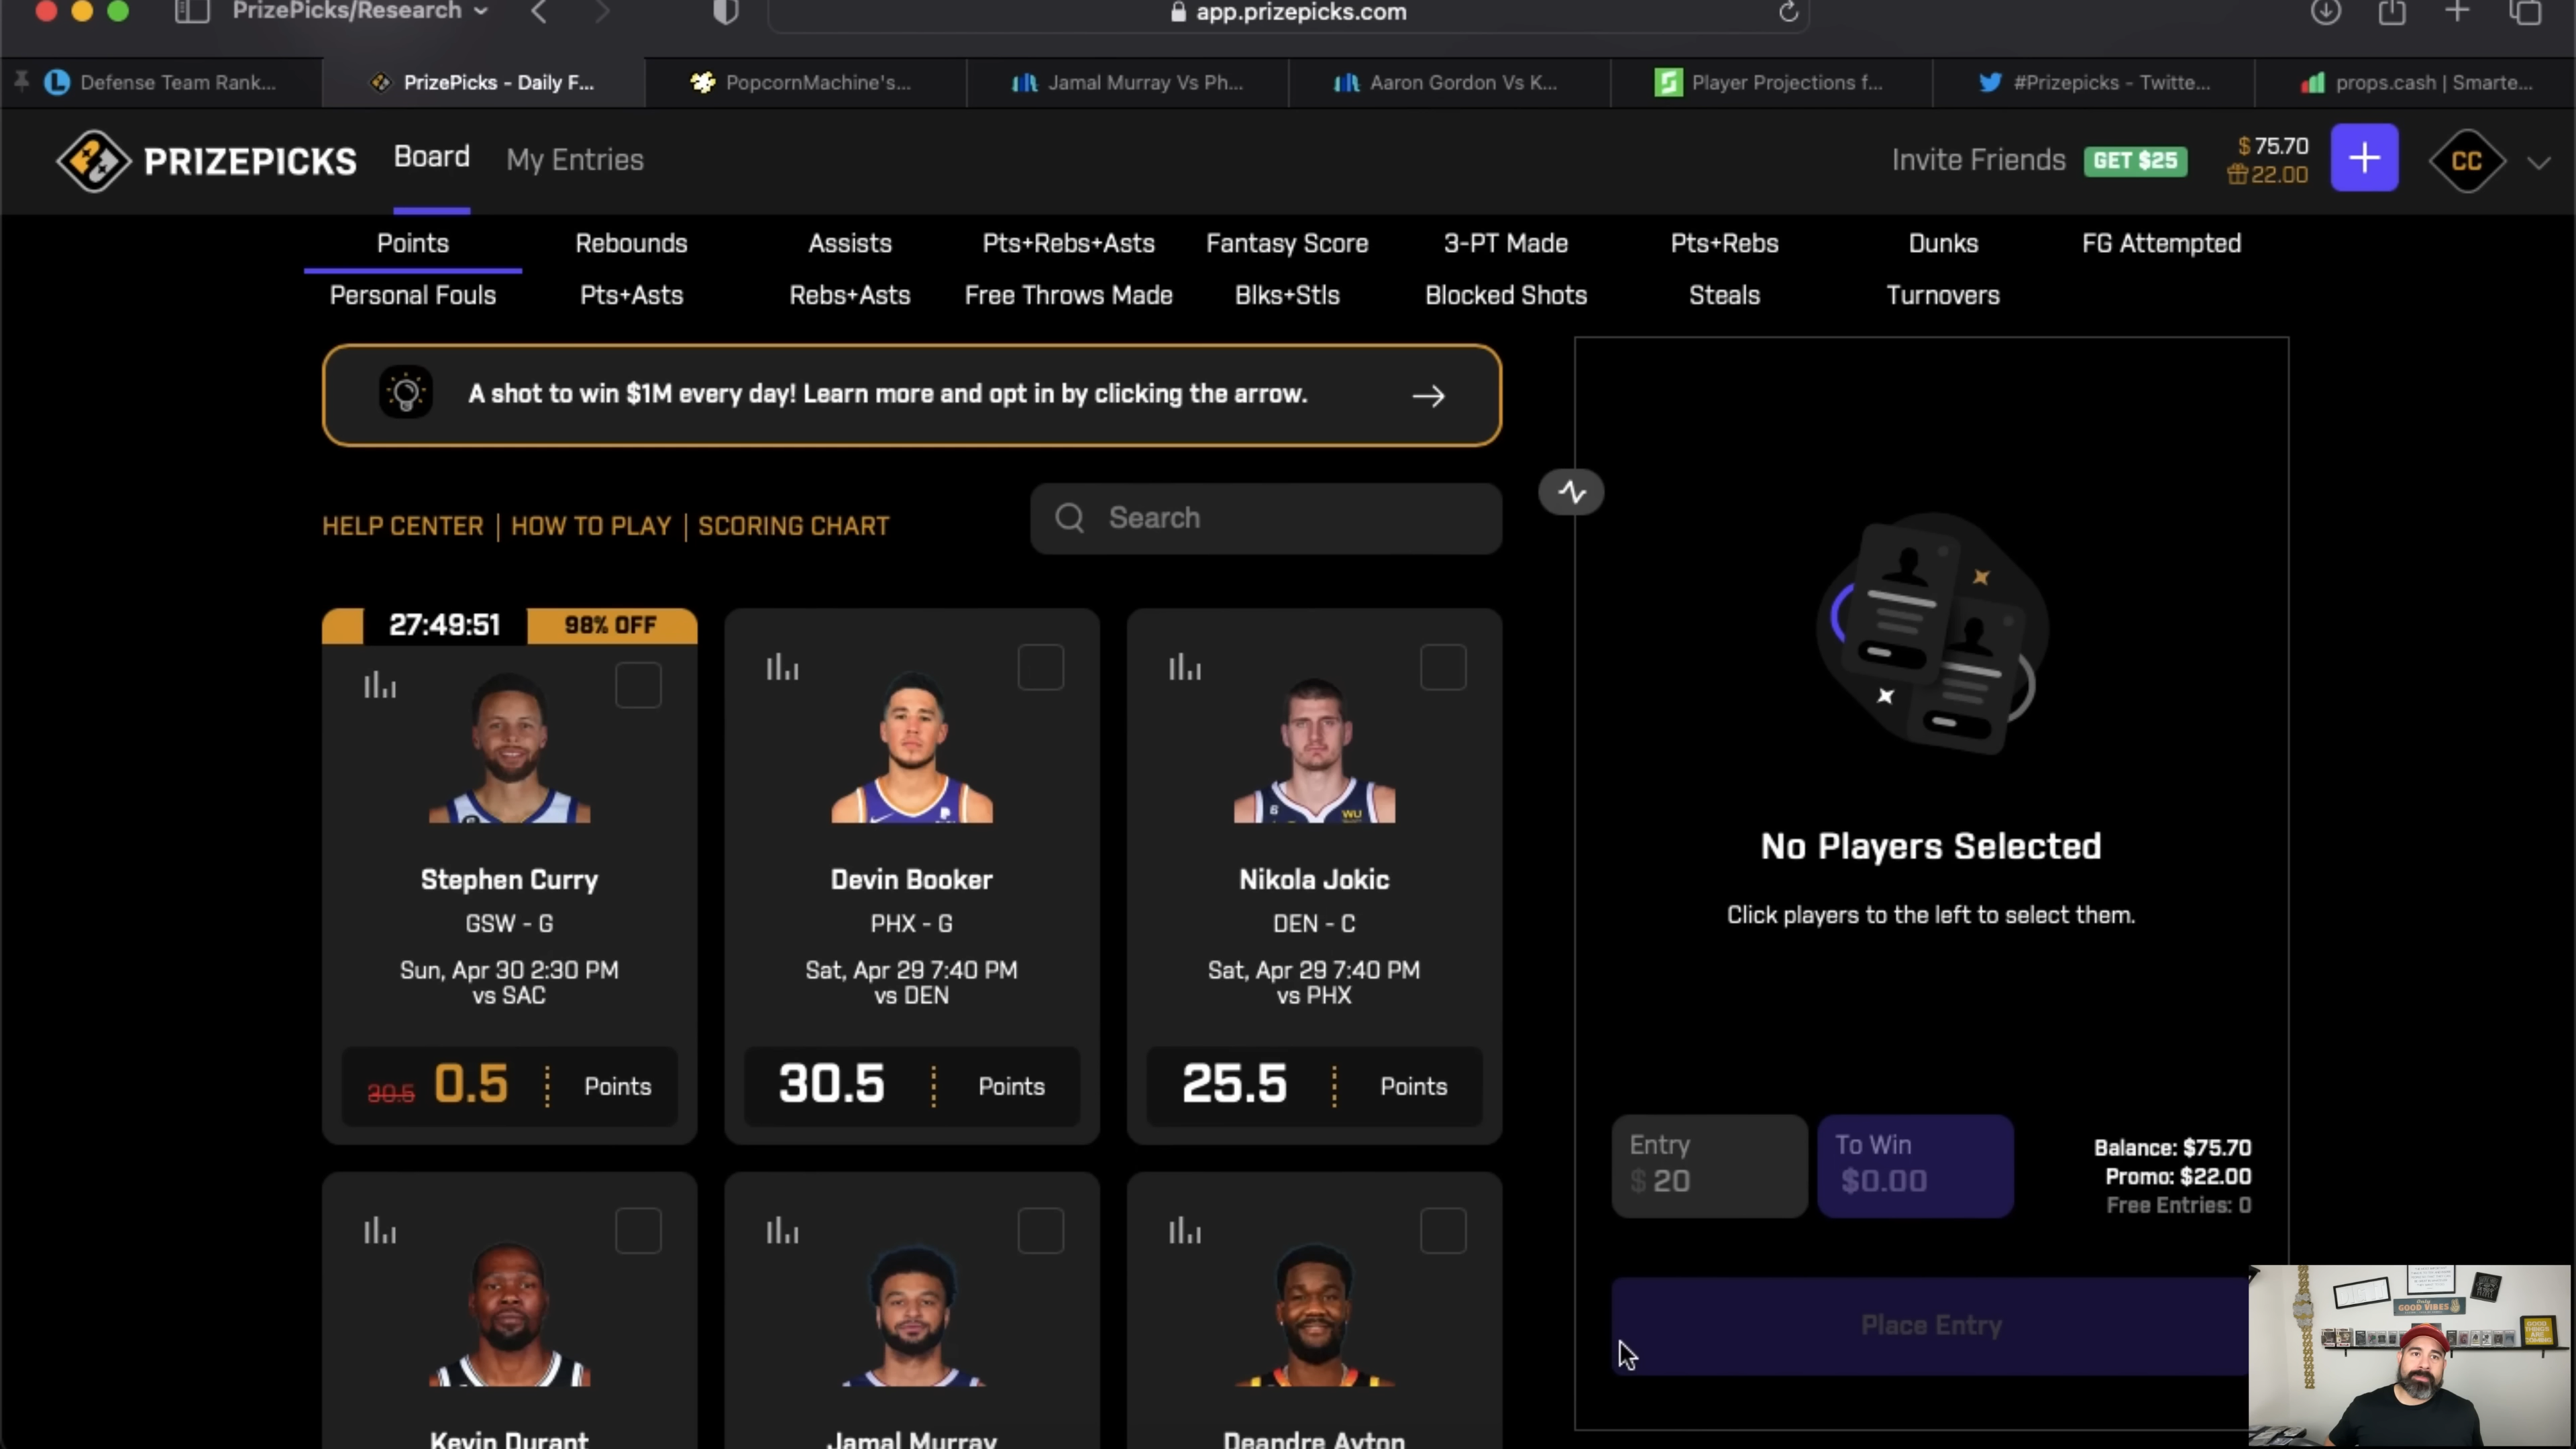 PrizePicks/Research
app.prizepicks.com
Defense Team Rank...
PrizePicks - Daily F...
PopcornMachine's...
Jamal Murray Vs Ph...
Aaron Gordon Vs K...
Player Projections f...
#Prizepicks - Twitte...
props.cash | Smarte...
PRIZEPICKS
Board
My Entries
Invite Friends
GET $25
$ 75.70
22.00
CC
Points Rebounds Assists Pts+Rebs+Asts Fantasy Score 3-PT Made Pts+Rebs Dunks FG Attempted
Personal Fouls Pts+Asts Rebs+Asts Free Throws Made Blks+Stls Blocked Shots Steals Turnovers
A shot to win $1M every day! Learn more and opt in by clicking the arrow.
HELP CENTER | HOW TO PLAY | SCORING CHART
Search
27:49:51
98% OFF
Stephen Curry
GSW - G
Sun, Apr 30 2:30 PM
vs SAC
30.5 0.5 Points
Devin Booker
PHX - G
Sat, Apr 29 7:40 PM
vs DEN
30.5 Points
WU
Nikola Jokic
DEN - C
Sat, Apr 29 7:40 PM
vs PHX
25.5 Points
Kevin Durant
Jamal Murray
Deandre Ayton
No Players Selected
Click players to the left to select them.
Entry
$ 20
To Win
$0.00
Balance: $75.70
Promo: $22.00
Free Entries: 0
Place Entry
GOOD VIBES
GOOD
THINGS
ARE
COMING